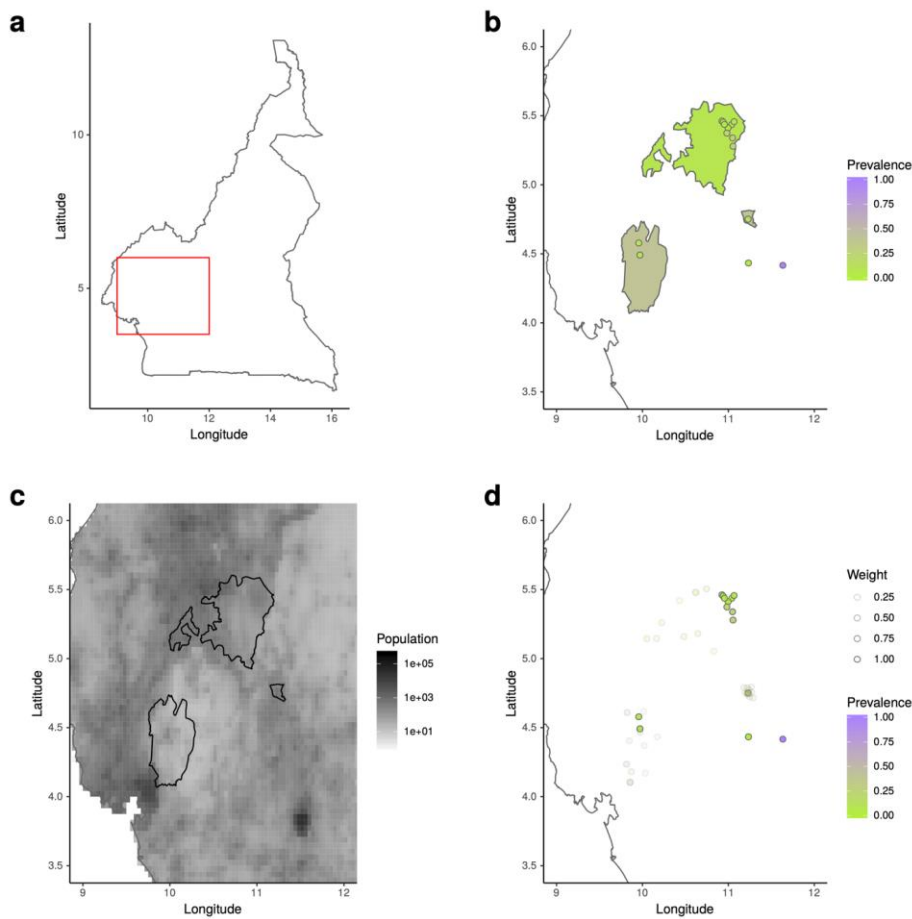 a
10
5
Latitude
10 12 14 16
Longitude
b
6.0
5.5
5.0
4.5
4.0
3.5
Latitude
9 10 11 12
Longitude
Prevalence
1.00
0.75
0.50
0.25
0.00
c
6.0
5.5
5.0
4.5
4.0
3.5
Latitude
9 10 11 12
Longitude
Population
1e+05
1e+03
1e+01
d
6.0
5.5
5.0
4.5
4.0
3.5
Latitude
9 10 11 12
Longitude
Weight
0.25
0.50
0.75
1.00
Prevalence
1.00
0.75
0.50
0.25
0.00